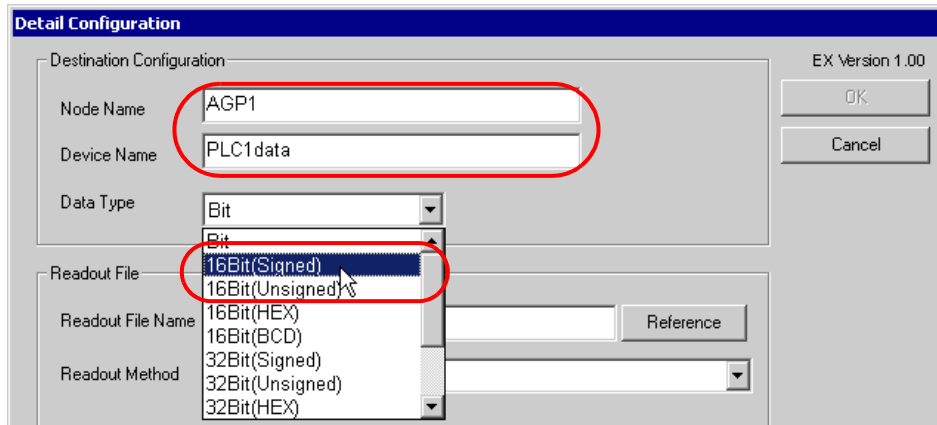 Detail Configuration
Destination Configuration
EX Version 1.00
Node Name
AGP1
OK
Device Name
PLC1data
Cancel
Data Type
Bit
Bit
16Bit(Signed)
Readout File
16Bit(Unsigned)
16Bit(HEX)
Readout File Name
Reference
16Bit(BCD)
32Bit(Signed)
Readout Method
32Bit(Unsigned)
32Bit(HEX)